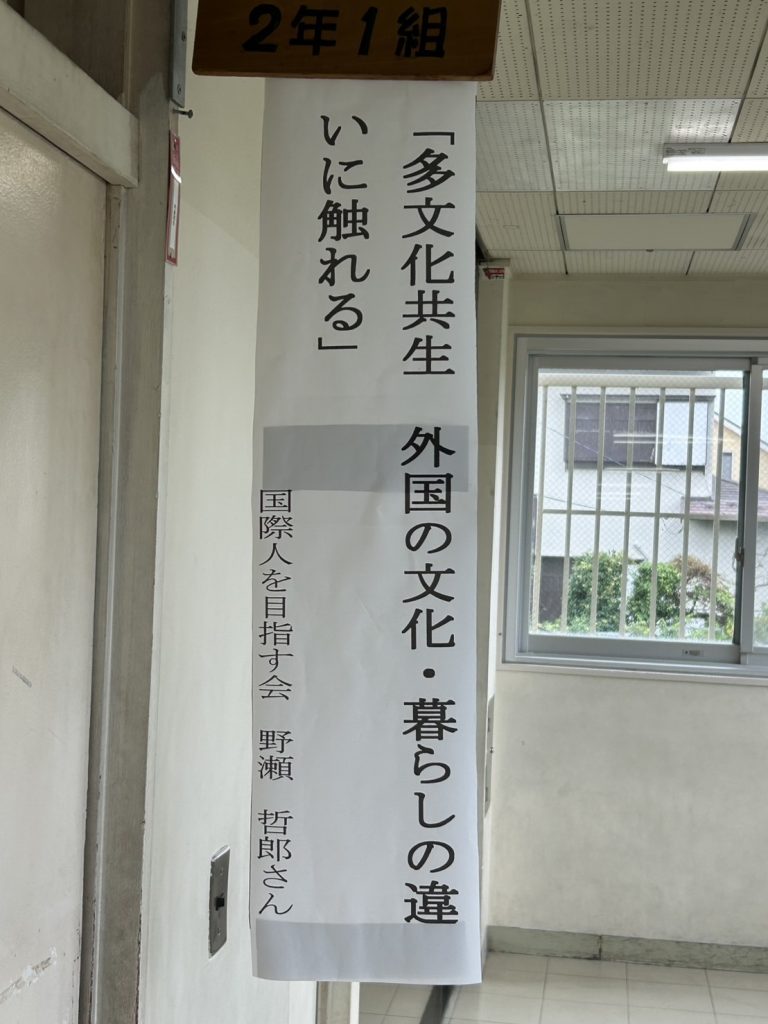 2年1組
「多文化共生　外国の文化・暮らしの違
いに触れる」
国際人を目指す会　野瀬　哲郎さん